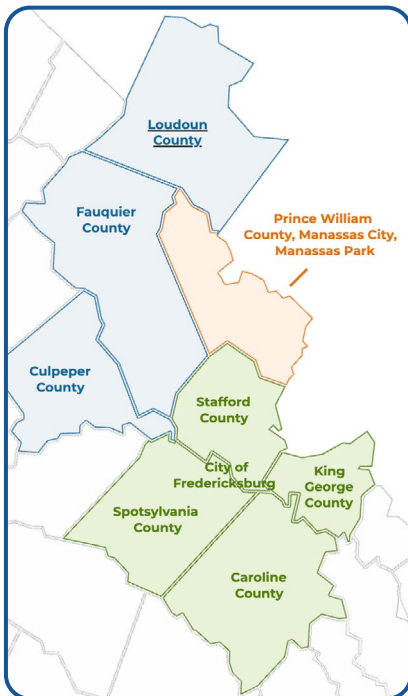 Loudoun
County
Fauquier
County
Prince William
County, Manassas City,
Manassas Park
Culpeper
County
Stafford
County
City of
Fredericksburg
King
George
County
Spotsylvania
County
Caroline
County